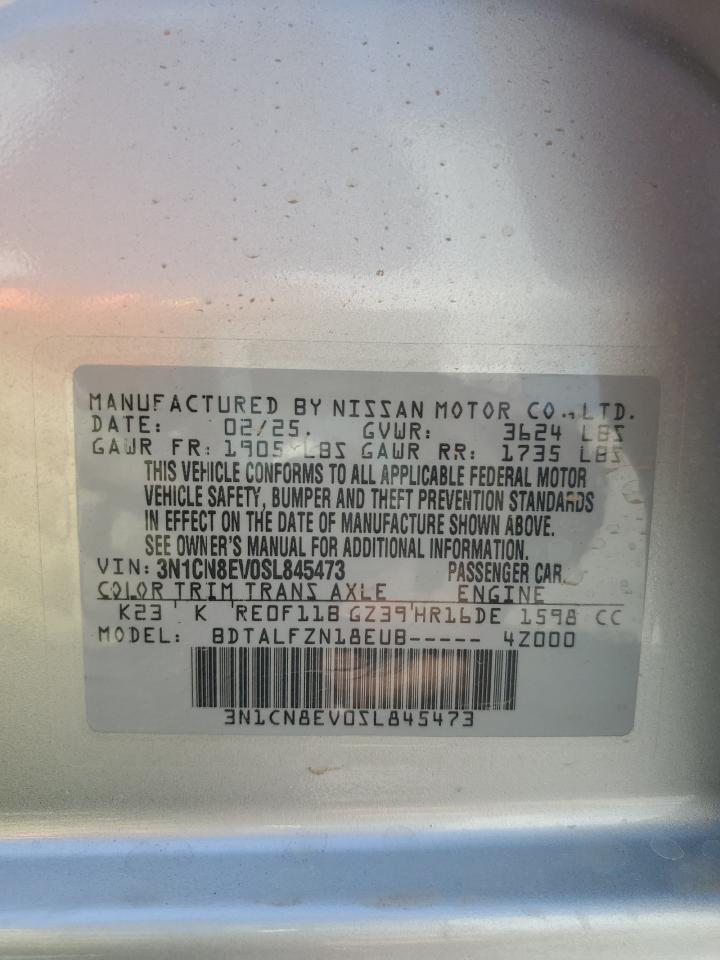 MANUFACTURED BY NISSAN MOTOR CO., LTD.
DATE: 02/25. GVWR: 3624 LBS
GAWR FR: 1905 LBS GAWR RR: 1735 LBS
THIS VEHICLE CONFORMS TO ALL APPLICABLE FEDERAL MOTOR
VEHICLE SAFETY, BUMPER AND THEFT PREVENTION STANDARDS
IN EFFECT ON THE DATE OF MANUFACTURE SHOWN ABOVE.
SEE OWNER'S MANUAL FOR ADDITIONAL INFORMATION.
VIN: 3N1CN8EV0SL845473 PASSENGER CAR
COLOR TRIM TRANS AXLE ENGINE
K23 K RE0F11B GZ39 HR16DE 1598 CC
MODEL: BDTALFZN18EUB----- 4Z000
3N1CN8EV0SL845473